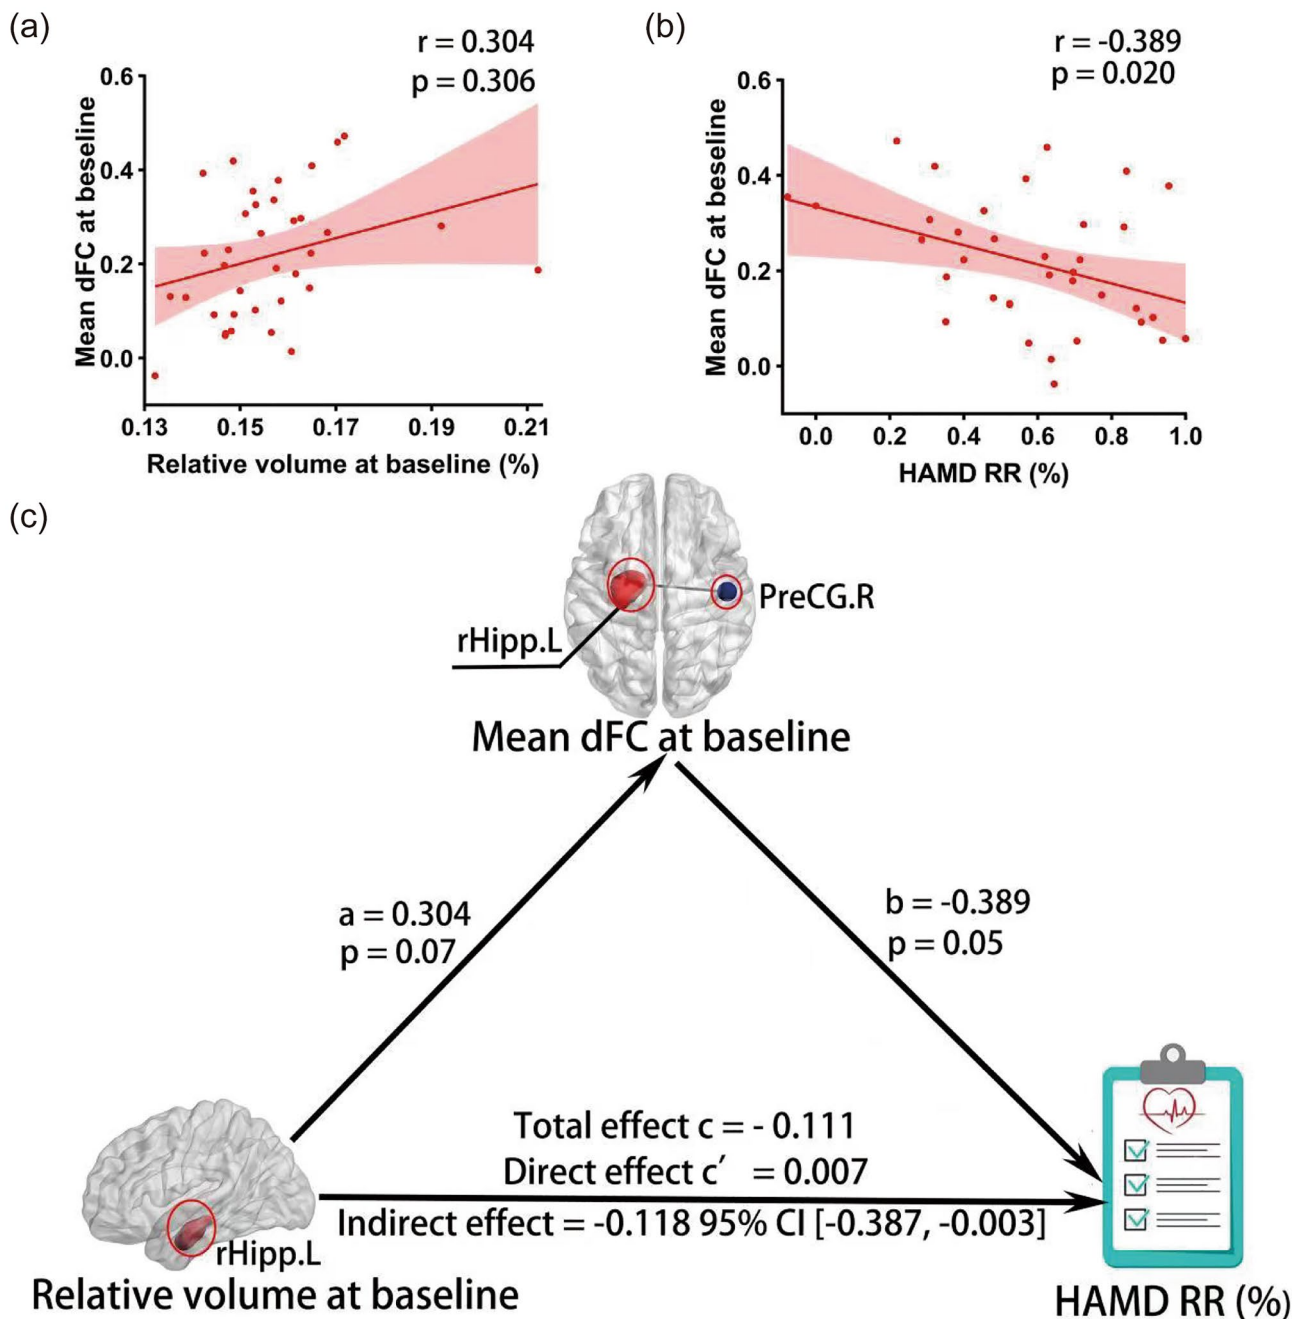 (a)
r = 0.304
p = 0.306
0.6
0.4
0.2
0.0
Mean dFC at beseline
0.13 0.15 0.17 0.19 0.21
Relative volume at baseline (%)
(b)
r = -0.389
p = 0.020
0.6
0.4
0.2
0.0
Mean dFC at beseline
0.0 0.2 0.4 0.6 0.8 1.0
HAMD RR (%)
(c)
PreCG.R
rHipp.L
Mean dFC at baseline
a = 0.304
p = 0.07
b = -0.389
p = 0.05
Total effect c = - 0.111
Direct effect c′ = 0.007
Indirect effect = -0.118 95% CI [-0.387, -0.003]
rHipp.L
Relative volume at baseline
HAMD RR (%)